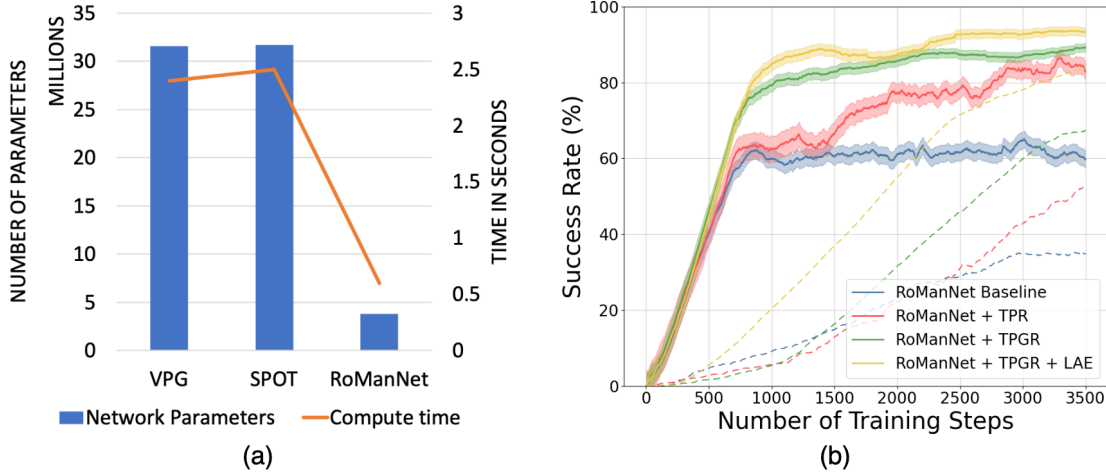 NUMBER OF PARAMETERS
MILLIONS
35
30
25
20
15
10
5
0
3
2.5
2
1.5
1
0.5
0
TIME IN SECONDS
VPG SPOT RoManNet
Network Parameters Compute time
(a)
Success Rate (%)
100
80
60
40
20
0
RoManNet Baseline
RoManNet + TPR
RoManNet + TPGR
RoManNet + TPGR + LAE
0 500 1000 1500 2000 2500 3000 3500
Number of Training Steps
(b)